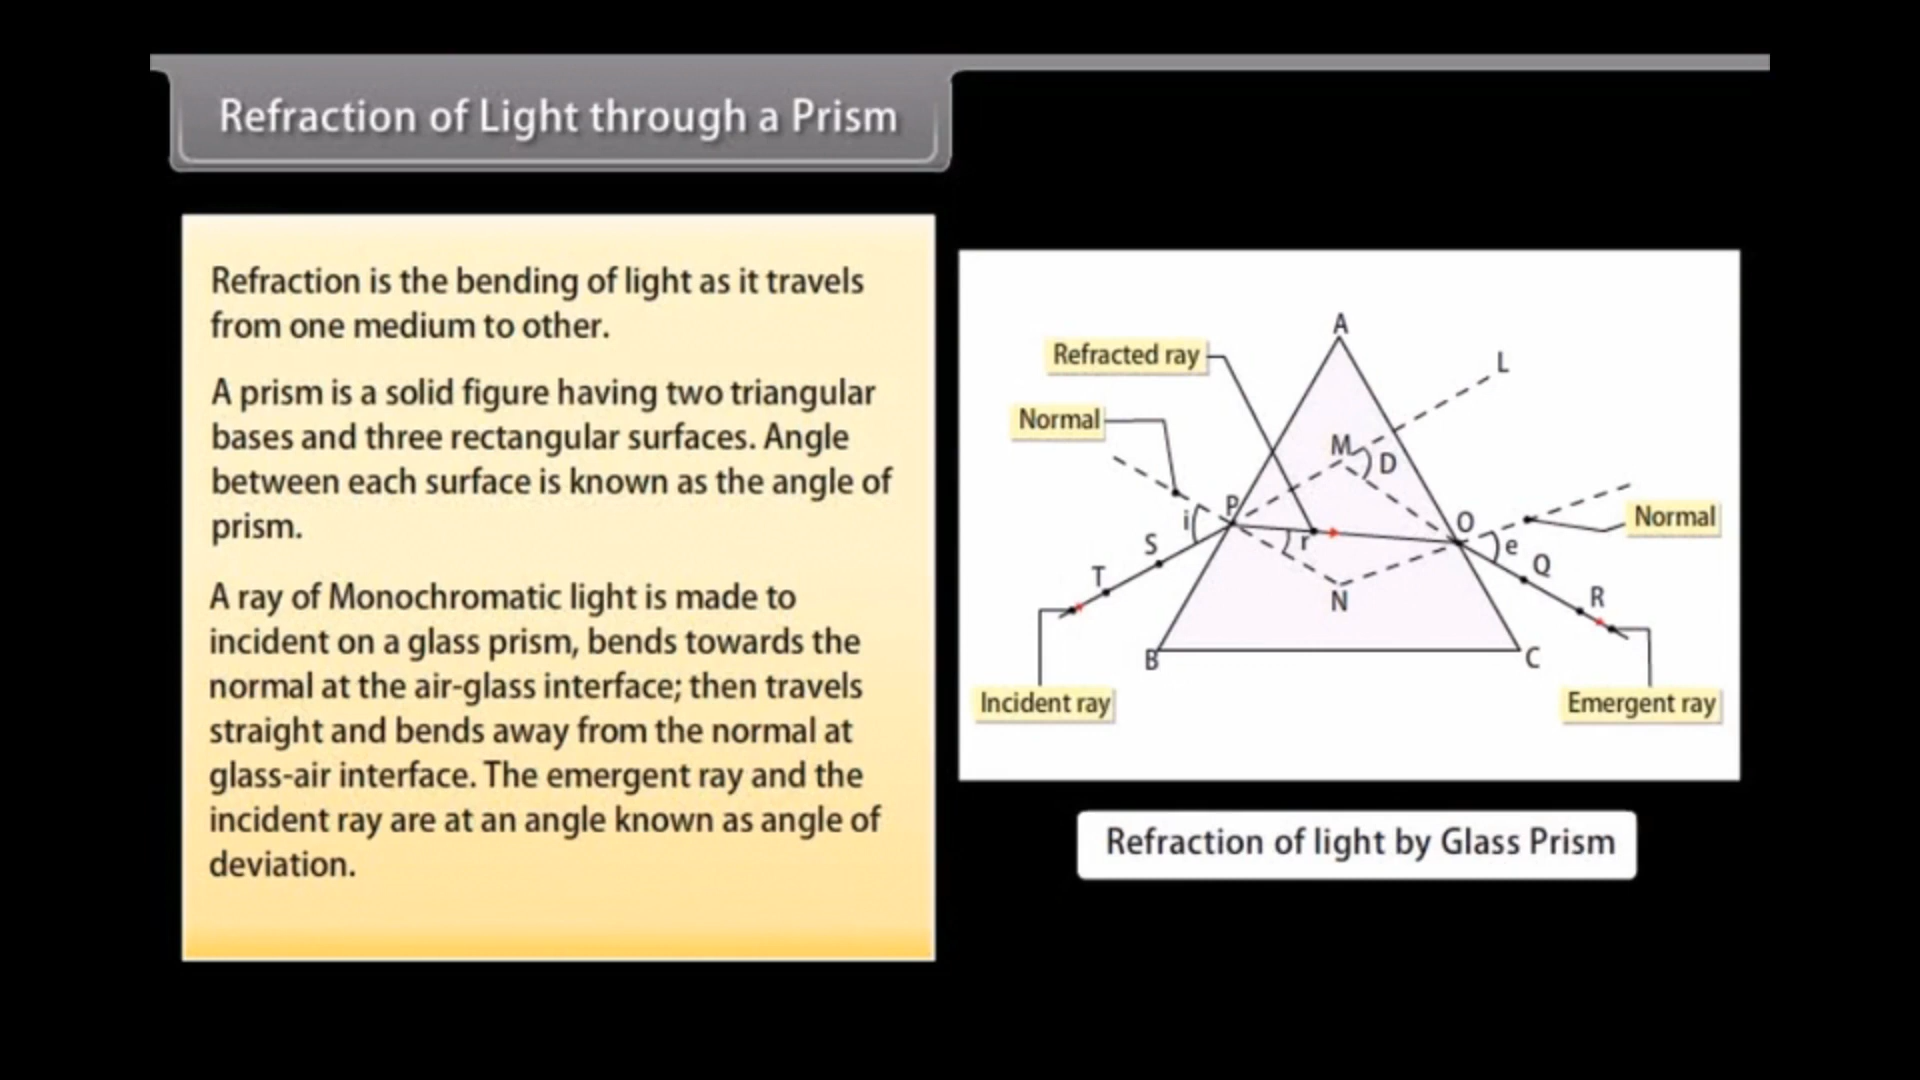 Refraction of Light through a Prism
Refraction is the bending of light as it travels
from one medium to other.
A prism is a solid figure having two triangular
bases and three rectangular surfaces. Angle
between each surface is known as the angle of
prism.
A ray of Monochromatic light is made to
incident on a glass prism, bends towards the
normal at the air-glass interface; then travels
straight and bends away from the normal at
glass-air interface. The emergent ray and the
incident ray are at an angle known as angle of
deviation.
A
Refracted ray
L
Normal
M
D
P
i
O
Normal
S
r
e
Q
T
N
R
B
C
Incident ray
Emergent ray
Refraction of light by Glass Prism